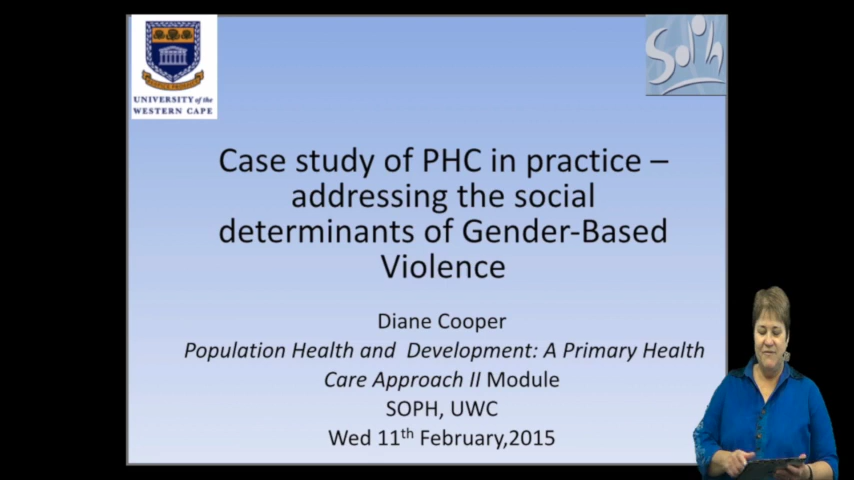 UNIVERSITY of the
WESTERN CAPE
SoPh
Case study of PHC in practice –
addressing the social
determinants of Gender-Based
Violence
Diane Cooper
Population Health and Development: A Primary Health
Care Approach II Module
SOPH, UWC
Wed 11th February,2015